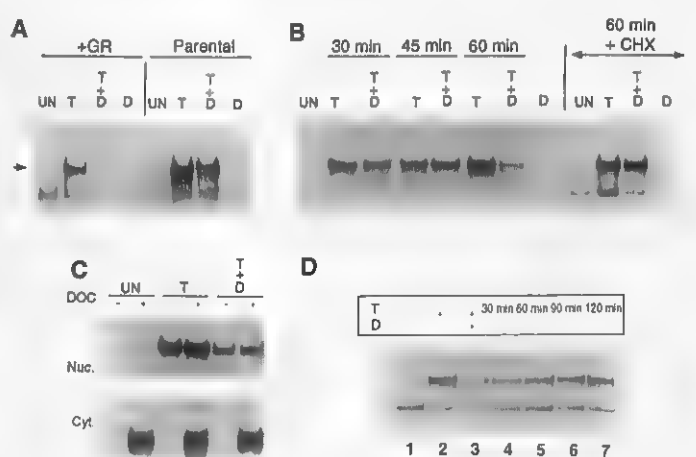 A
+GR Parental
T T
+ +
UN T D D UN T D D
B
30 min 45 min 60 min 60 min
+ CHX
T T T T
+ + + +
UN T D T D T D D UN T D D
C
UN T T
+
D
DOC - + - + - +
Nuc.
Cyt
D
T . . 30 min 60 min 90 min 120 min
D .
1 2 3 4 5 6 7